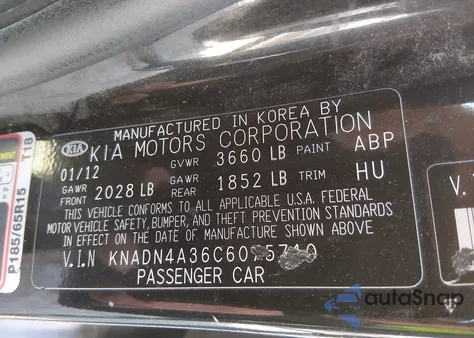 MANUFACTURED IN KOREA BY
KIA KIA MOTORS CORPORATION
01/12 GVWR 3660 LB PAINT ABP
GAWR FRONT 2028 LB GAWR REAR 1852 LB TRIM HU
THIS VEHICLE CONFORMS TO ALL APPLICABLE U.S.A. FEDERAL
MOTOR VEHICLE SAFETY, BUMPER, AND THEFT PREVENTION STANDARDS
IN EFFECT ON THE DATE OF MANUFACTURE SHOWN ABOVE
V.I.N
PASSENGER CAR
P185/65R15 T1B
V.
autoSnap